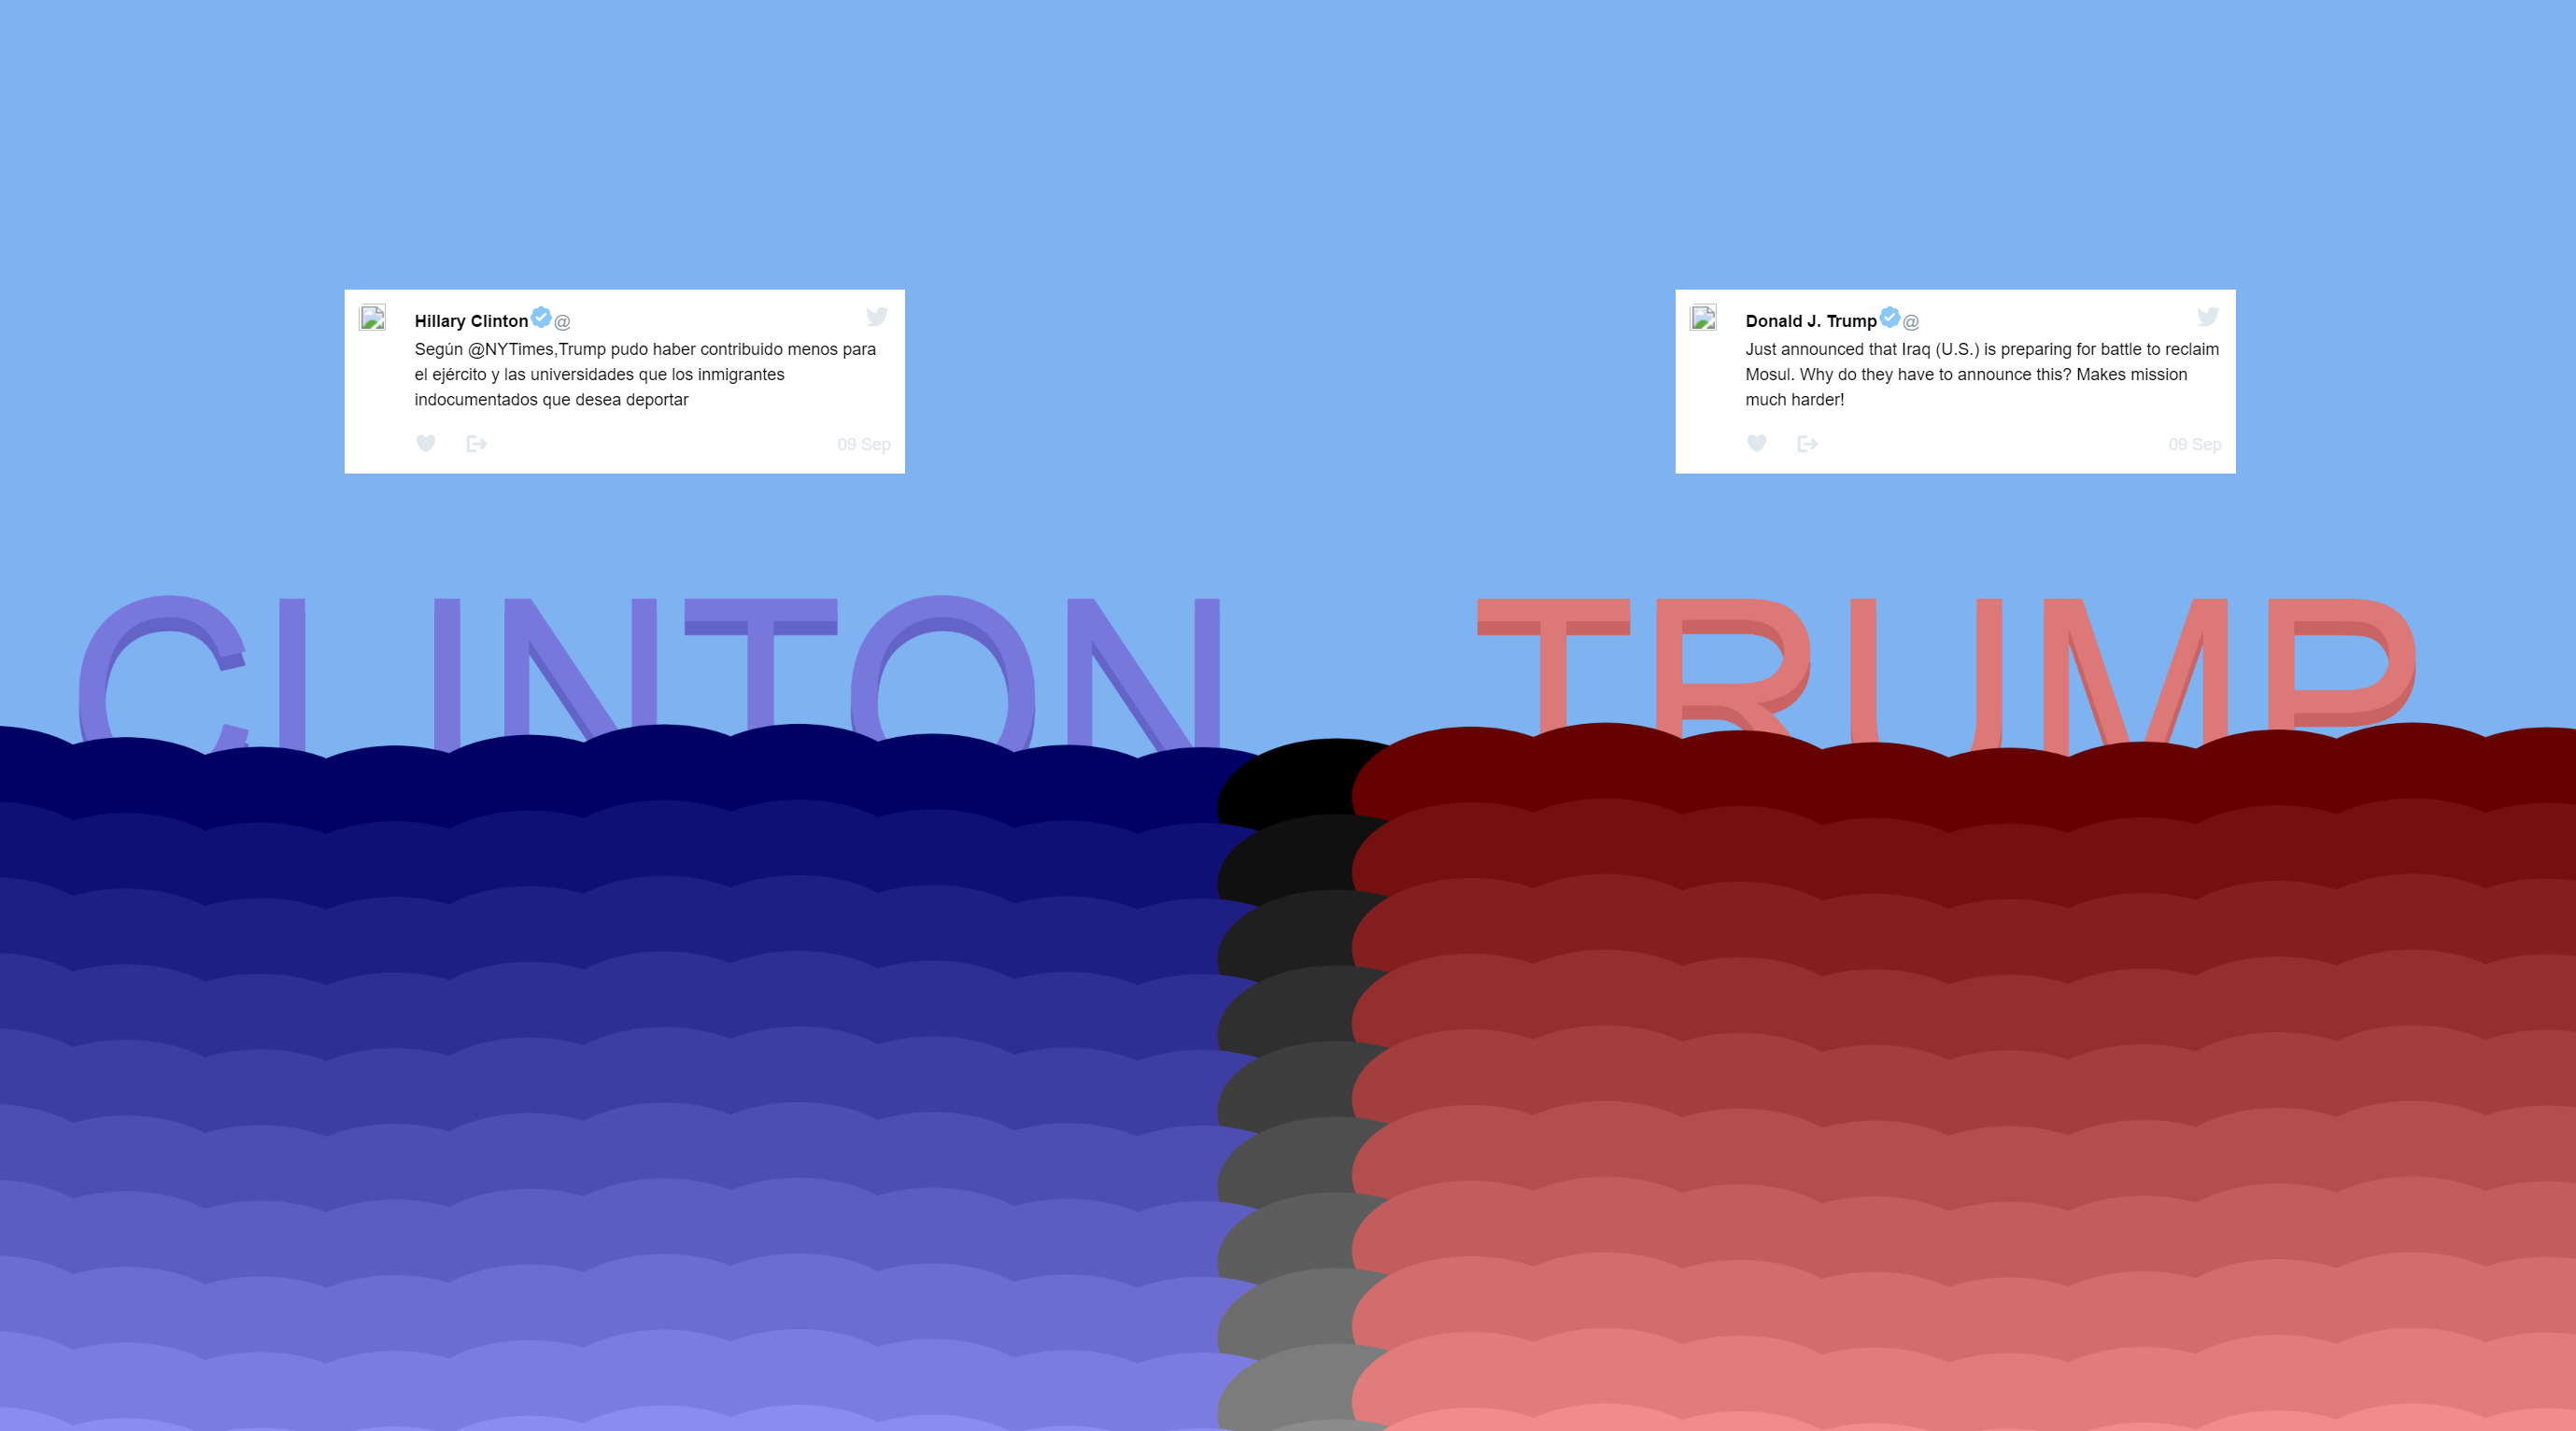 Hillary Clinton @
Según @NYTimes,Trump pudo haber contribuido menos para
el ejército y las universidades que los inmigrantes
indocumentados que desea deportar
09 Sep
Donald J. Trump @
Just announced that Iraq (U.S.) is preparing for battle to reclaim
Mosul. Why do they have to announce this? Makes mission
much harder!
09 Sep
CLINTON
TRUMP